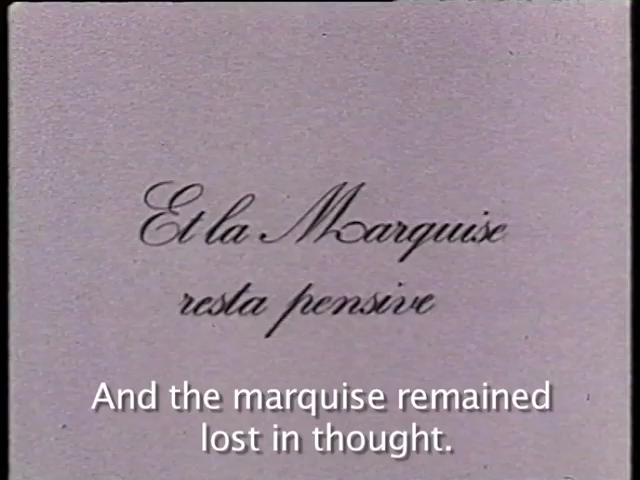 Et la Marquise
resta pensive
And the marquise remained
lost in thought.